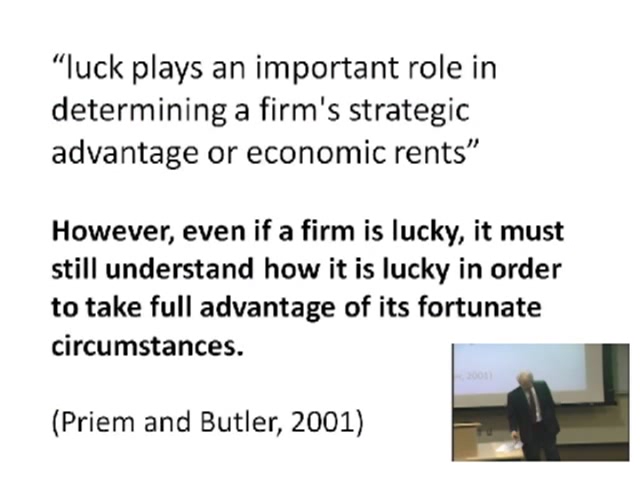 “luck plays an important role in
determining a firm's strategic
advantage or economic rents”
However, even if a firm is lucky, it must
still understand how it is lucky in order
to take full advantage of its fortunate
circumstances.
(Priem and Butler, 2001)
2001)